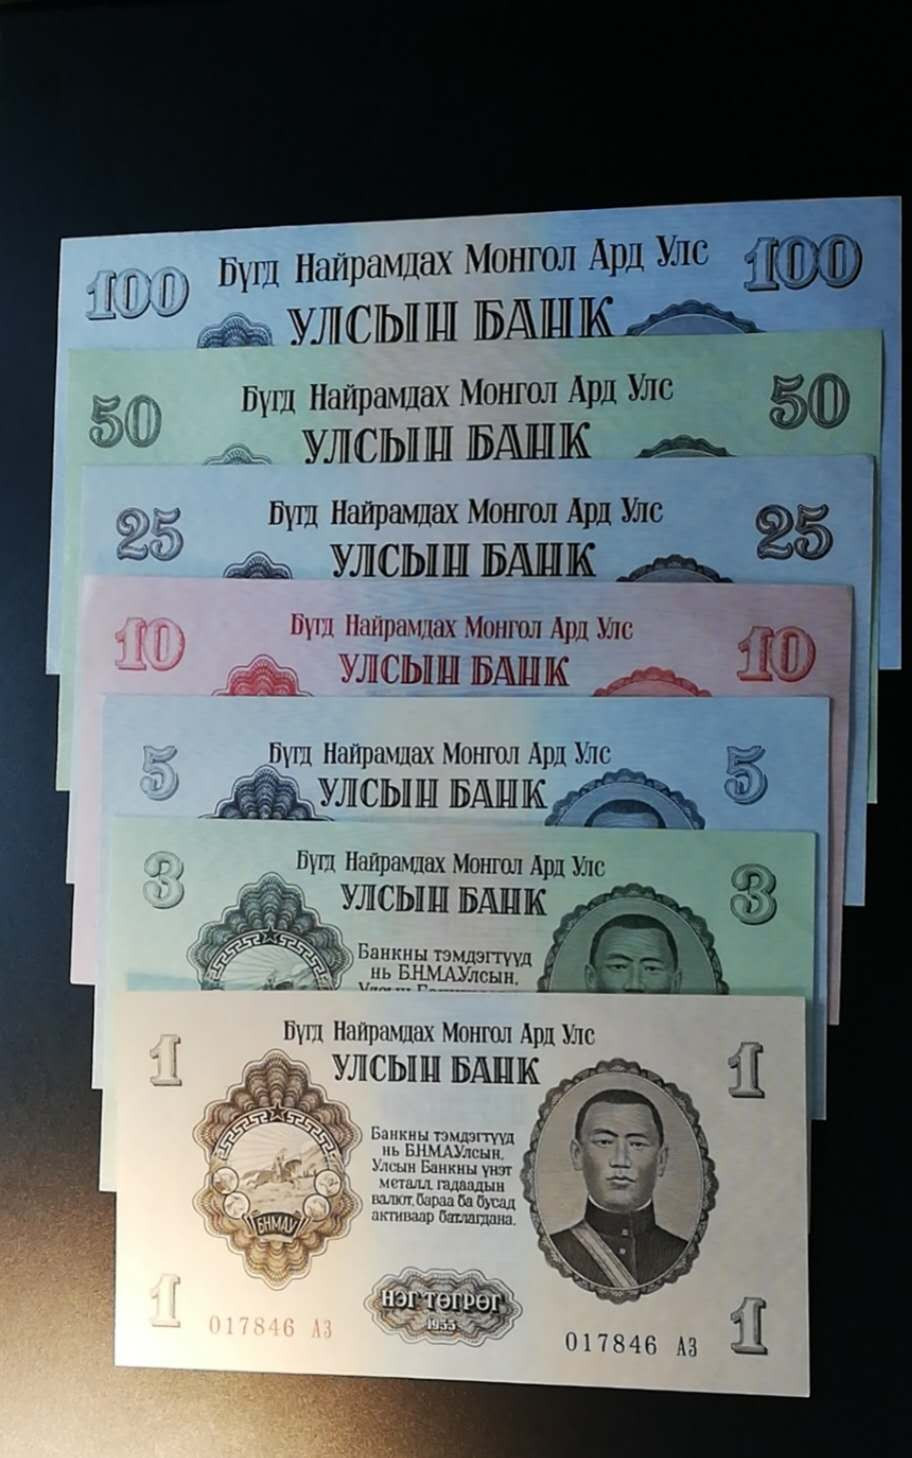 100 Бүгд Найрамдах Монгол Ард Улс 100
УЛСЫН БАНК
50 Бүгд Найрамдах Монгол Ард Улс 50
УЛСЫН БАНК
25 Бүгд Найрамдах Монгол Ард Улс 25
УЛСЫН БАНК
10 Бүгд Найрамдах Монгол Ард Улс 10
УЛСЫН БАНК
5 Бүгд Найрамдах Монгол Ард Улс 5
УЛСЫН БАНК
3 Бүгд Найрамдах Монгол Ард Улс 3
УЛСЫН БАНК
Банкны тэмдэгтүүд
нь Б.Н.М.А.Улсын,
1 Бүгд Найрамдах Монгол Ард Улс 1
УЛСЫН БАНК
Банкны тэмдэгтүүд
нь Б.Н.М.А.Улсын,
Улсын Банкны үнэт
металл, гадаадын
валют, бараа ба бусад
активаар батлагдана.
БНМАУ
НЭГ ТӨГРӨГ
1955
1 017846 АЗ 017846 АЗ 1